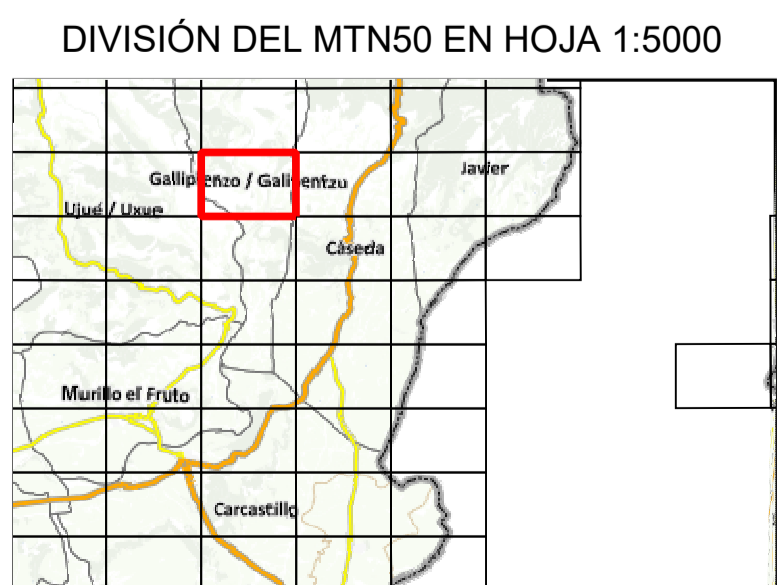 DIVISIÓN DEL MTN50 EN HOJA 1:5000
Javier
Gallipienzo / Galipentzu
Ujué / Uxue
Cáseda
Murillo el Fruto
Carcastillo